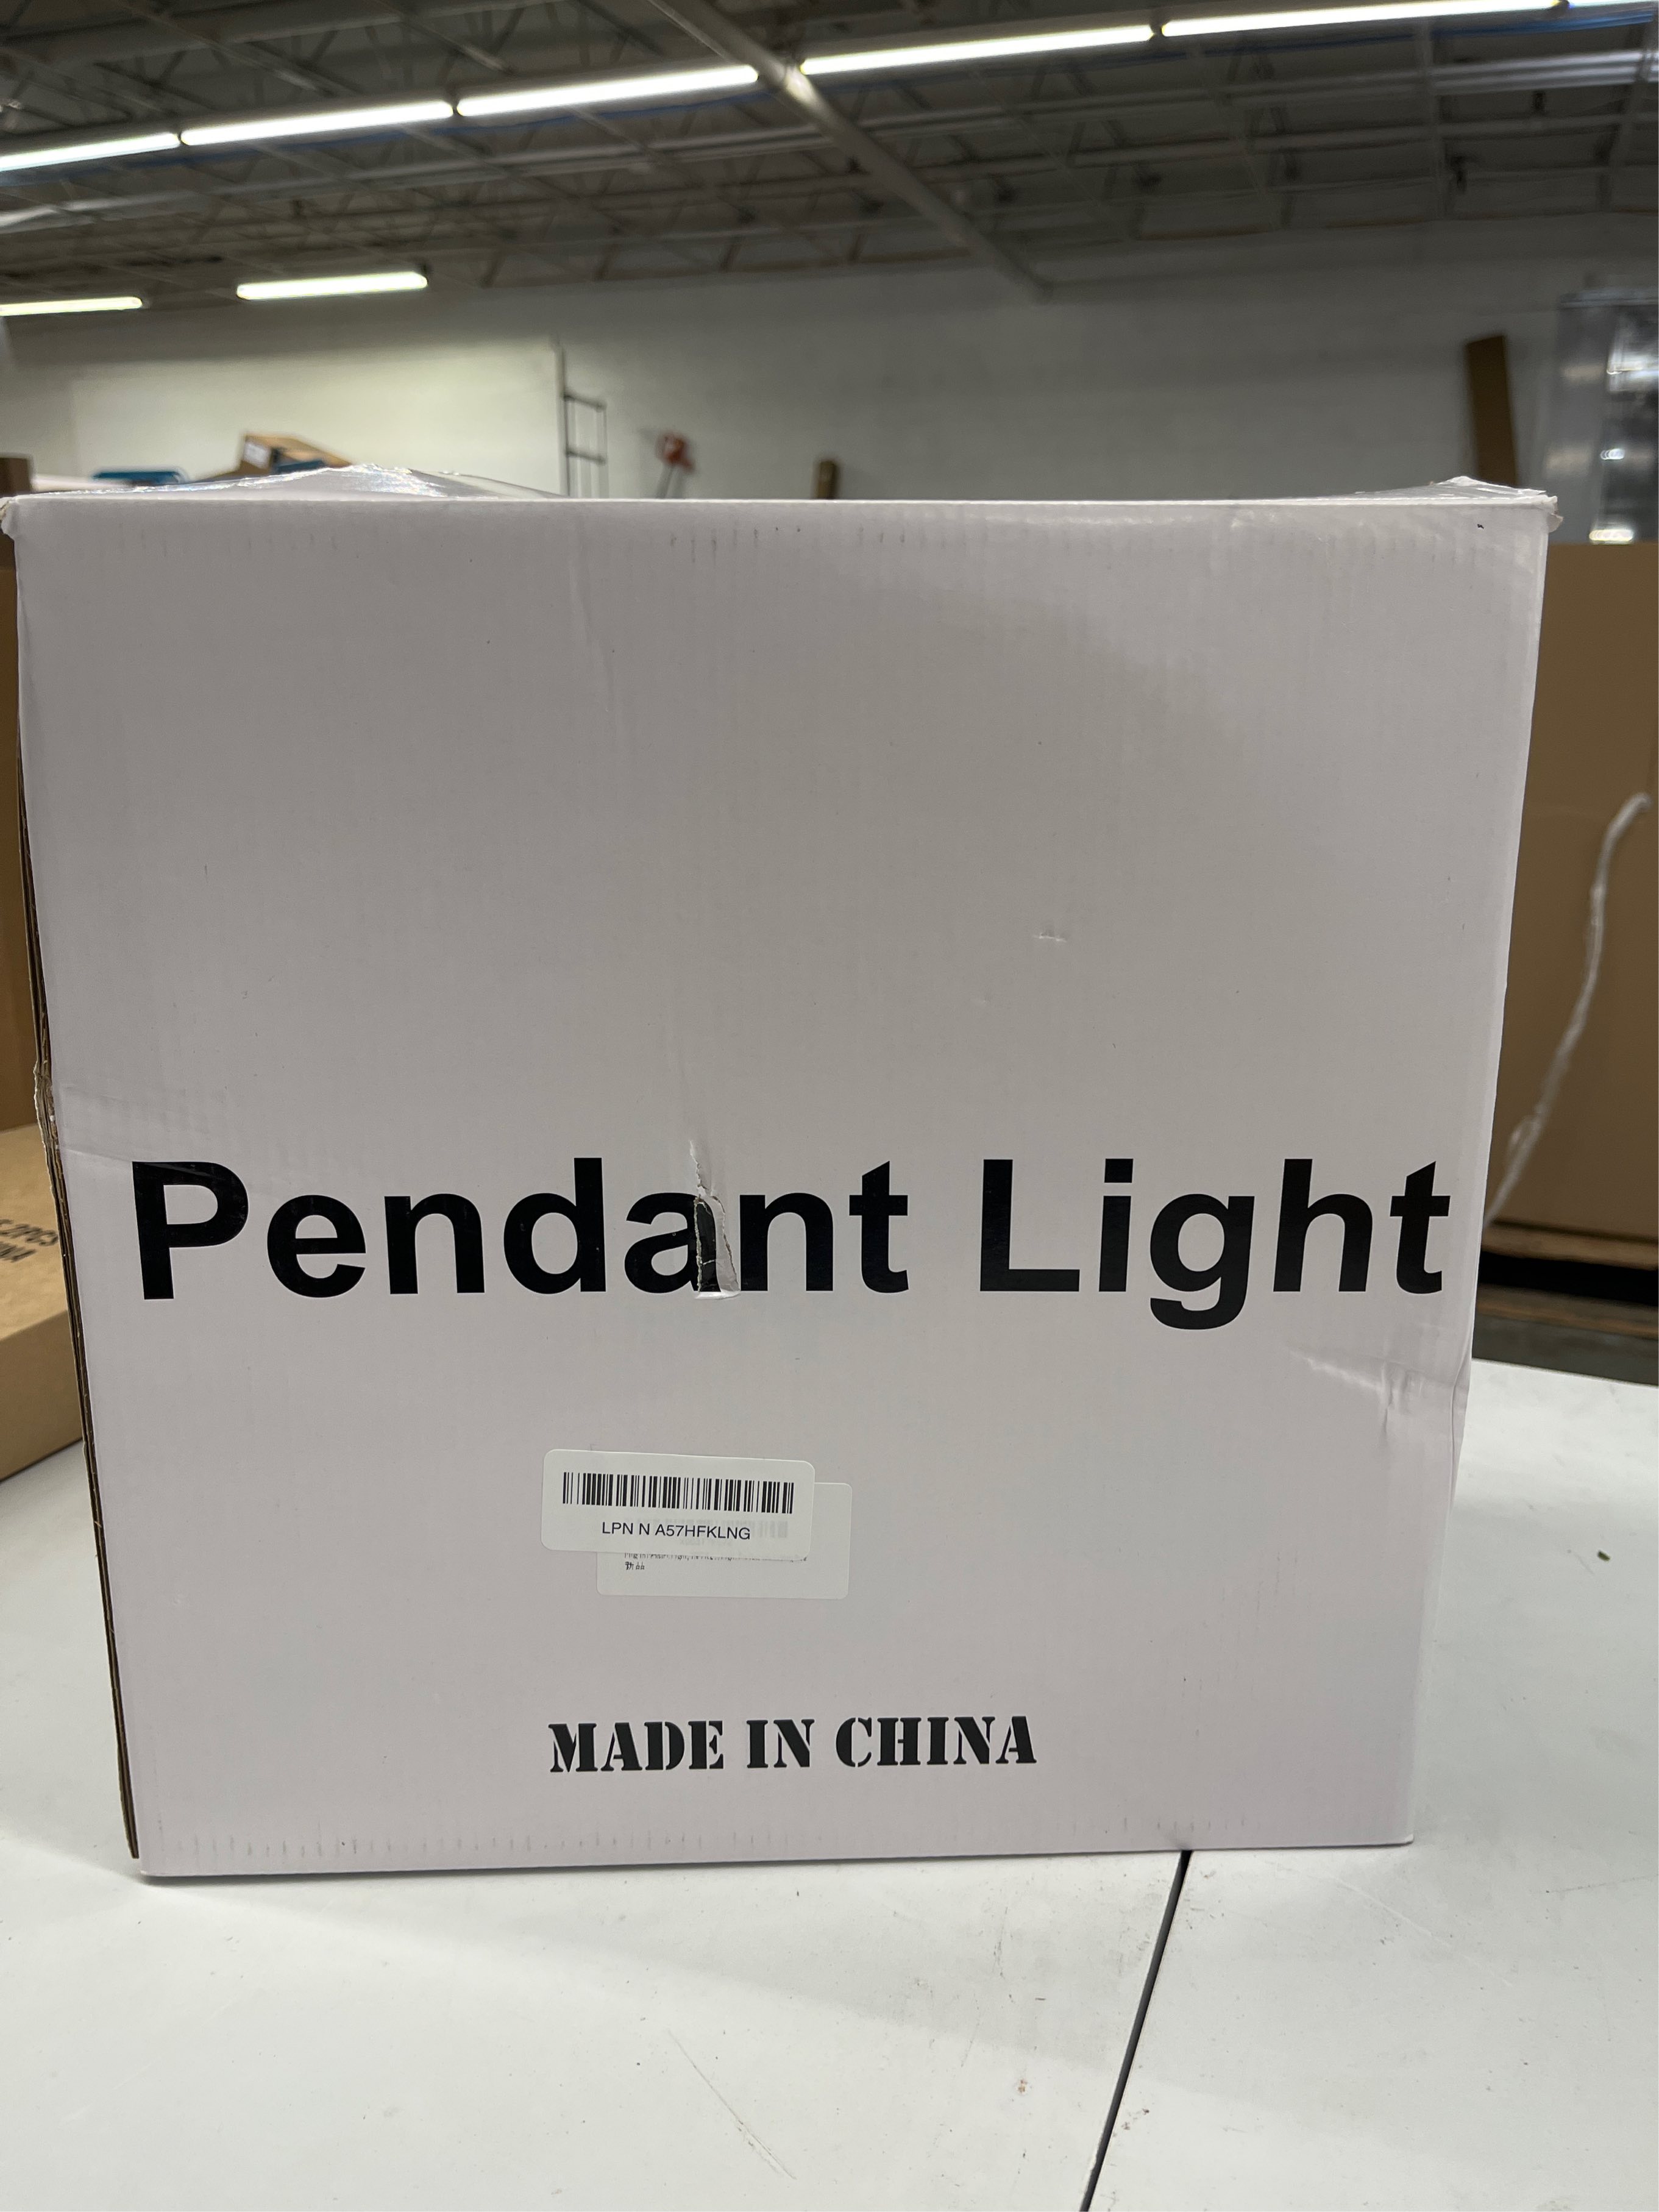 Pendant Light
LPN N A57HFKLNG
MADE IN CHINA